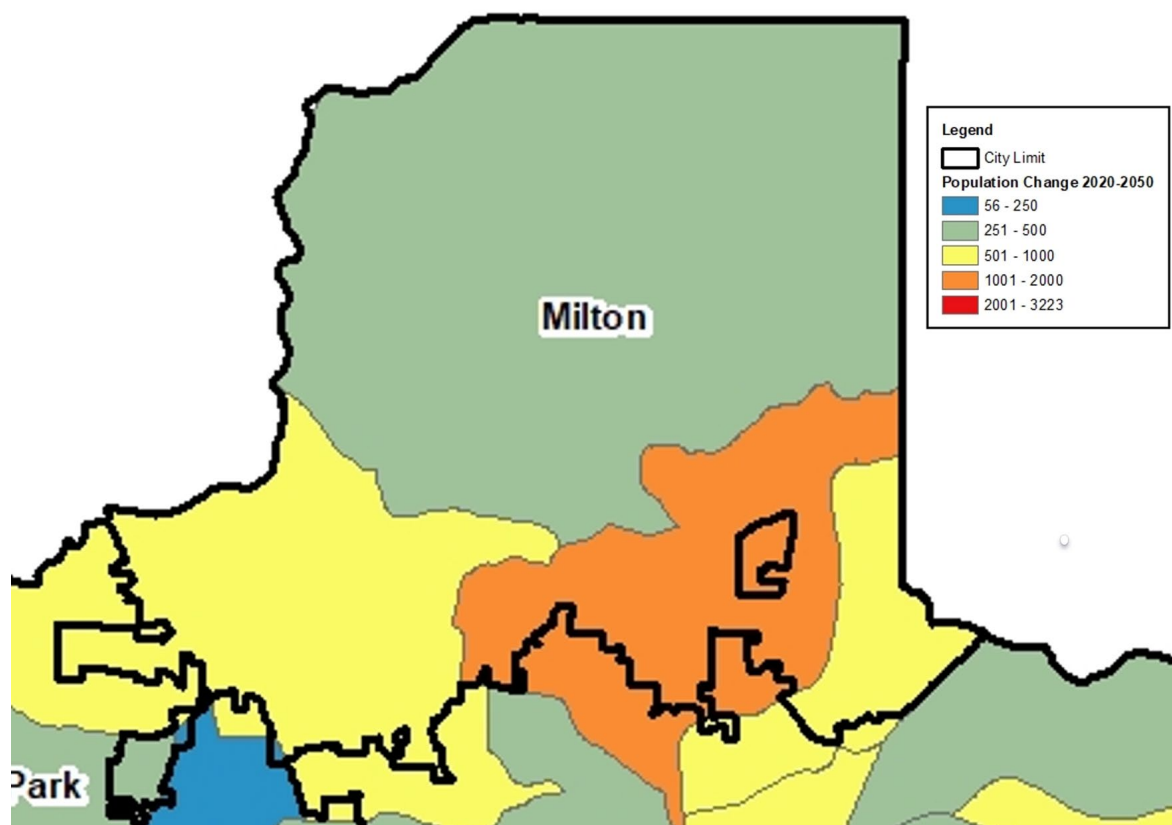 Milton
Legend
City Limit
Population Change 2020-2050
56 - 250
251 - 500
501 - 1000
1001 - 2000
2001 - 3223
Park